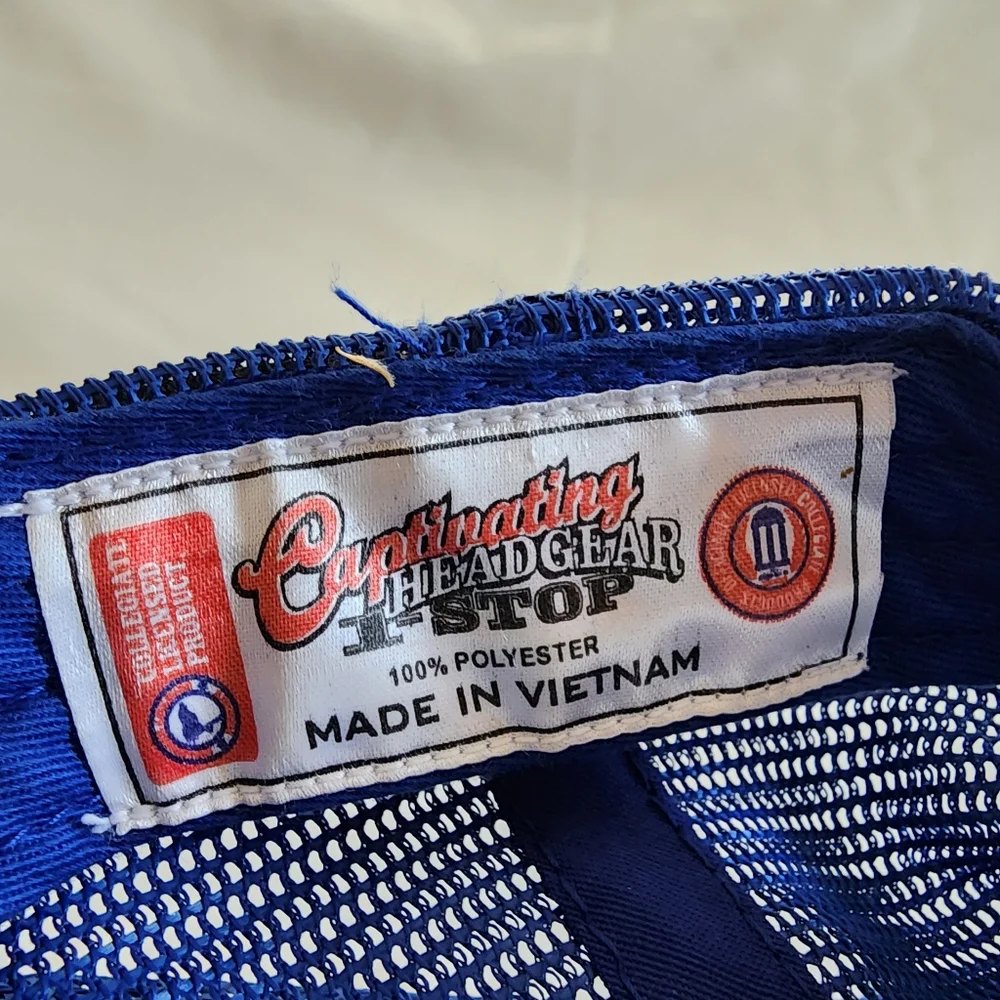 COLLEGIATE
LICENSED
PRODUCT
Captivating
HEADGEAR
1-STOP
100% POLYESTER
MADE IN VIETNAM